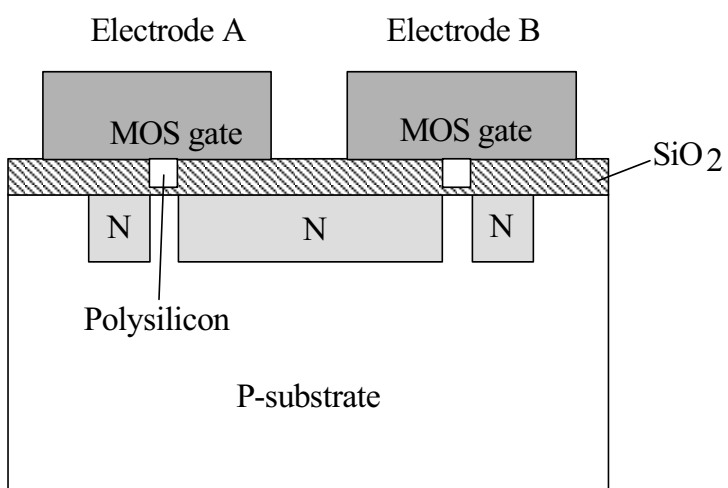 Electrode A
Electrode B
MOS gate
MOS gate
SiO2
N
N
N
Polysilicon
P-substrate